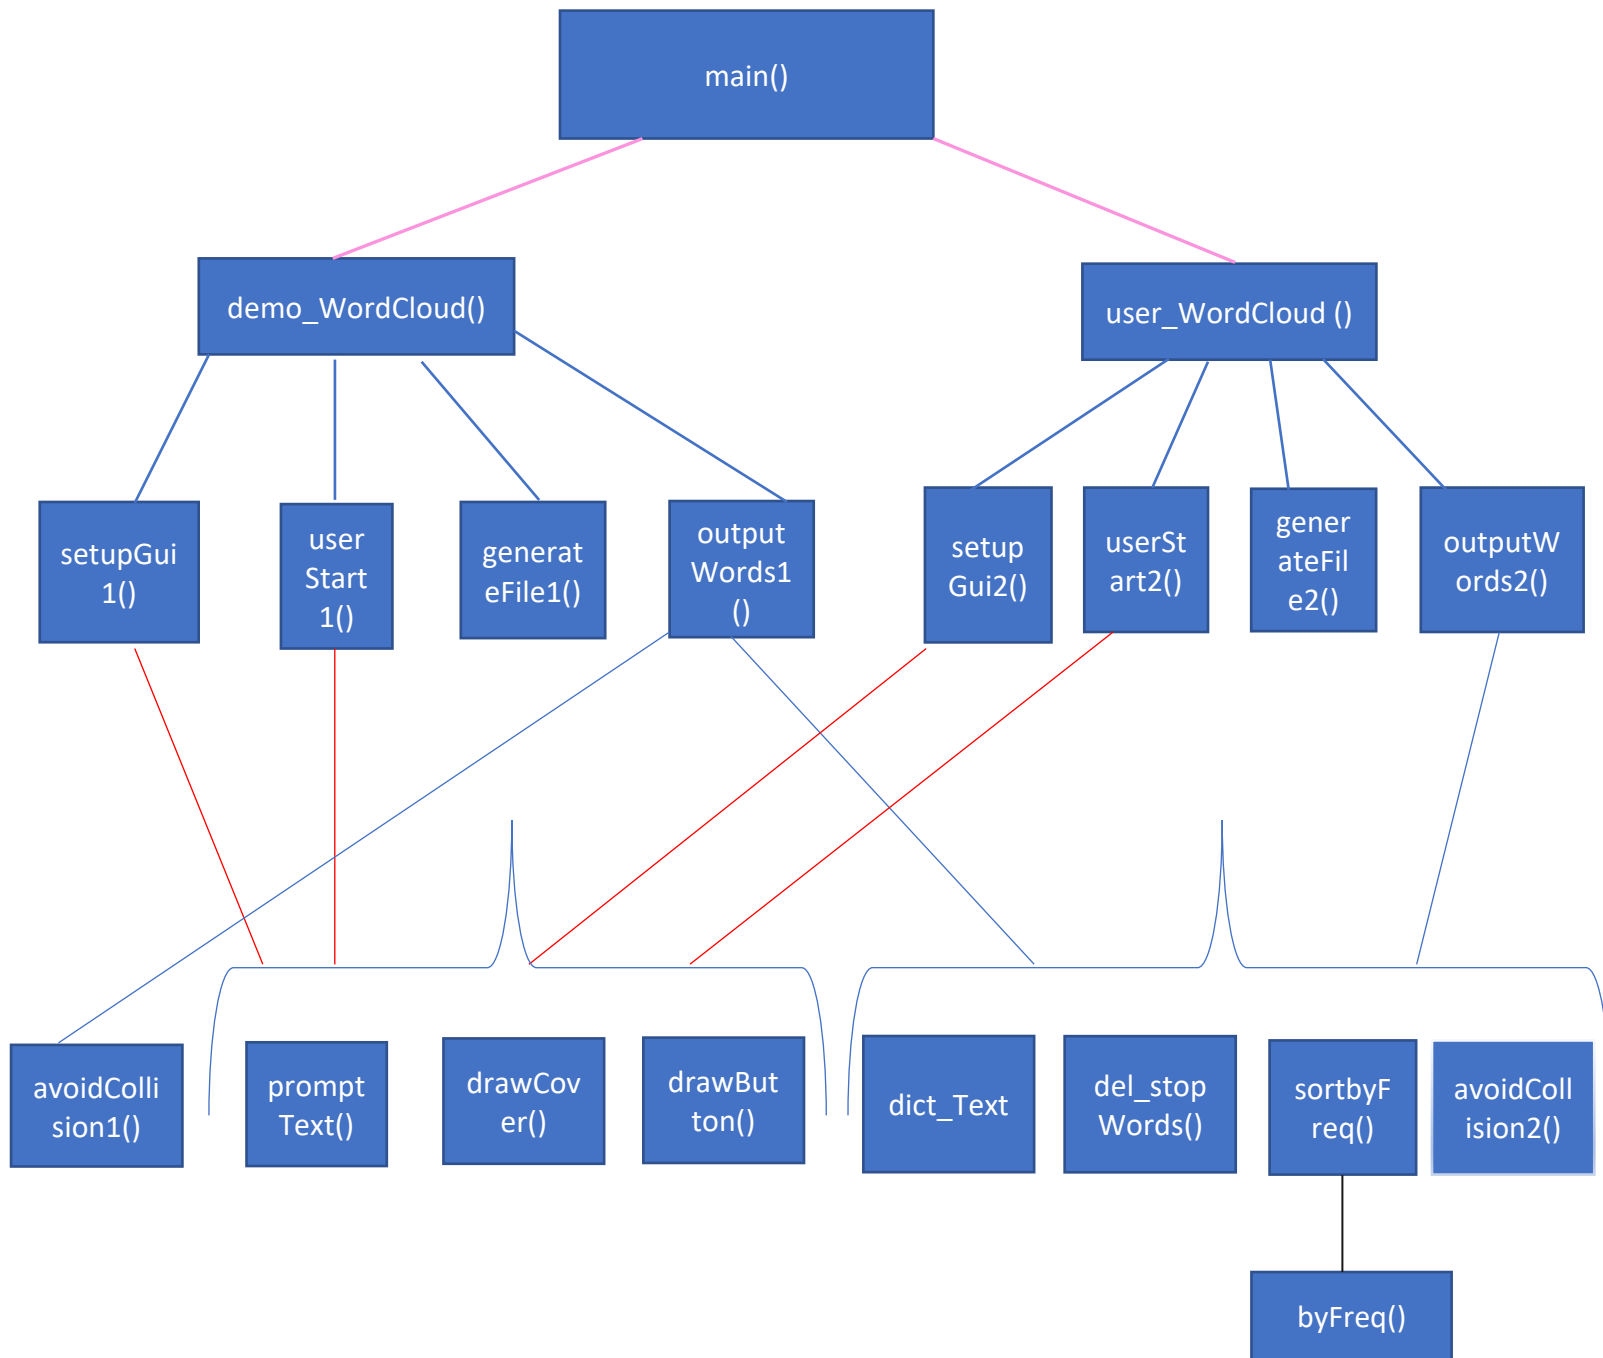 main()
demo_WordCloud()
user_WordCloud ()
setupGui
1()
user
Start
1()
generat
eFile1()
output
Words1
()
setup
Gui2()
userSt
art2()
gener
ateFil
e2()
outputW
ords2()
avoidColli
sion1()
prompt
Text()
drawCov
er()
drawBut
ton()
dict_Text
del_stop
Words()
sortbyF
req()
avoidColl
ision2()
byFreq()